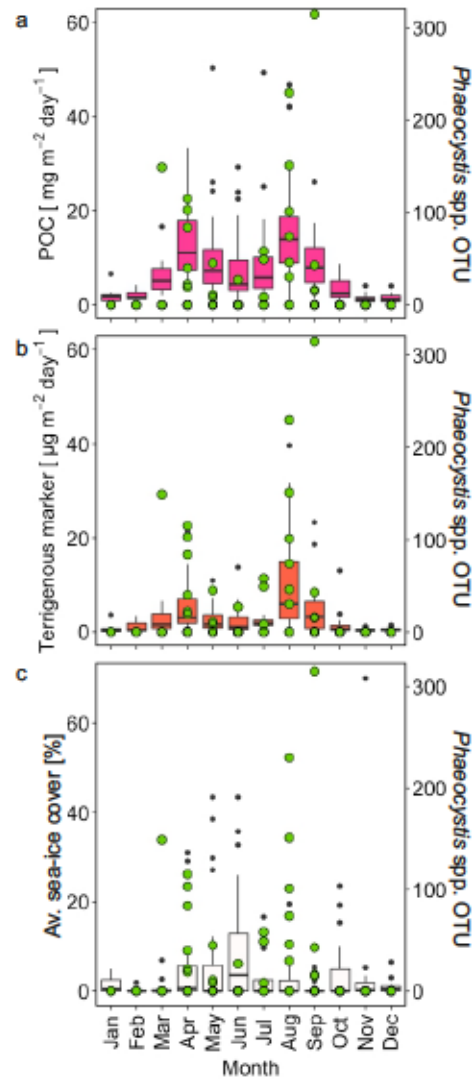 a
60
40
20
0
POC [ mg m⁻² day⁻¹ ]
300
200
100
0
Phaeocystis spp. OTU
b
60
40
20
0
Terrigenous marker [ µg m⁻² day⁻¹ ]
300
200
100
0
Phaeocystis spp. OTU
c
60
40
20
0
Av. sea-ice cover [%]
300
200
100
0
Phaeocystis spp. OTU
Jan Feb Mar Apr May Jun Jul Aug Sep Oct Nov Dec
Month